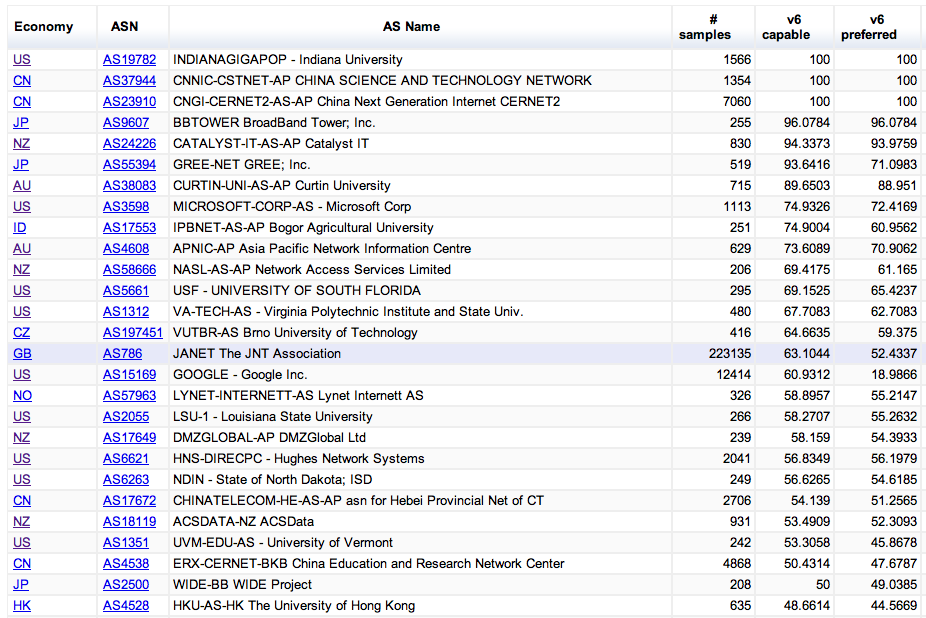 Economy ASN AS Name # samples v6 capable v6 preferred
US AS19782 INDIANAGIGAPOP - Indiana University 1566 100 100
CN AS37944 CNNIC-CSTNET-AP CHINA SCIENCE AND TECHNOLOGY NETWORK 1354 100 100
CN AS23910 CNGI-CERNET2-AS-AP China Next Generation Internet CERNET2 7060 100 100
JP AS9607 BBTOWER BroadBand Tower; Inc. 255 96.0784 96.0784
NZ AS24226 CATALYST-IT-AS-AP Catalyst IT 830 94.3373 93.9759
JP AS55394 GREE-NET GREE; Inc. 519 93.6416 71.0983
AU AS38083 CURTIN-UNI-AS-AP Curtin University 715 89.6503 88.951
US AS3598 MICROSOFT-CORP-AS - Microsoft Corp 1113 74.9326 72.4169
ID AS17553 IPBNET-AS-AP Bogor Agricultural University 251 74.9004 60.9562
AU AS4608 APNIC-AP Asia Pacific Network Information Centre 629 73.6089 70.9062
NZ AS58666 NASL-AS-AP Network Access Services Limited 206 69.4175 61.165
US AS5661 USF - UNIVERSITY OF SOUTH FLORIDA 295 69.1525 65.4237
US AS1312 VA-TECH-AS - Virginia Polytechnic Institute and State Univ. 480 67.7083 62.7083
CZ AS197451 VUTBR-AS Brno University of Technology 416 64.6635 59.375
GB AS786 JANET The JNT Association 223135 63.1044 52.4337
US AS15169 GOOGLE - Google Inc. 12414 60.9312 18.9866
NO AS57963 LYNET-INTERNETT-AS Lynet Internett AS 326 58.8957 55.2147
US AS2055 LSU-1 - Louisiana State University 266 58.2707 55.2632
NZ AS17649 DMZGLOBAL-AP DMZGlobal Ltd 239 58.159 54.3933
US AS6621 HNS-DIRECPC - Hughes Network Systems 2041 56.8349 56.1979
US AS6263 NDIN - State of North Dakota; ISD 249 56.6265 54.6185
CN AS17672 CHINATELECOM-HE-AS-AP asn for Hebei Provincial Net of CT 2706 54.139 51.2565
NZ AS18119 ACSDATA-NZ ACSData 931 53.4909 52.3093
US AS1351 UVM-EDU-AS - University of Vermont 242 53.3058 45.8678
CN AS4538 ERX-CERNET-BKB China Education and Research Network Center 4868 50.4314 47.6787
JP AS2500 WIDE-BB WIDE Project 208 50 49.0385
HK AS4528 HKU-AS-HK The University of Hong Kong 635 48.6614 44.5669